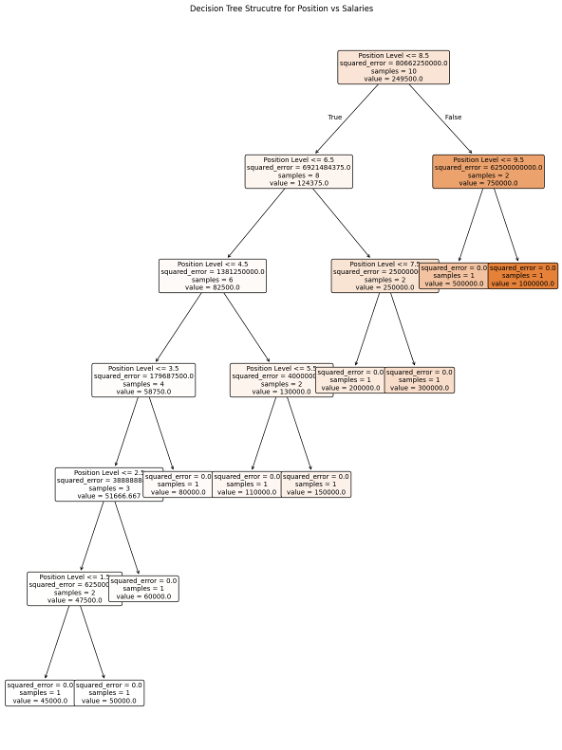 Decision Tree Strucutre for Position vs Salaries
Position Level <= 8.5
squared_error = 80662250000.0
samples = 10
value = 249500.0
True
False
Position Level <= 6.5
squared_error = 6921484375.0
samples = 8
value = 124375.0
Position Level <= 9.5
squared_error = 62500000000.0
samples = 2
value = 750000.0
Position Level <= 4.5
squared_error = 1381250000.0
samples = 6
value = 82500.0
Position Level <= 7.5
squared_error = 2500000
samples = 2
value = 250000.0
squared_error = 0.0
samples = 1
value = 500000.0
squared_error = 0.0
samples = 1
value = 1000000.0
Position Level <= 3.5
squared_error = 179687500.0
samples = 4
value = 58750.0
Position Level <= 5.5
squared_error = 4000000
samples = 2
value = 130000.0
squared_error = 0.0
samples = 1
value = 200000.0
squared_error = 0.0
samples = 1
value = 300000.0
Position Level <= 2.5
squared_error = 3888888
samples = 3
value = 51666.667
squared_error = 0.0
samples = 1
value = 80000.0
squared_error = 0.0
samples = 1
value = 110000.0
squared_error = 0.0
samples = 1
value = 150000.0
Position Level <= 1.5
squared_error = 62500
samples = 2
value = 47500.0
squared_error = 0.0
samples = 1
value = 60000.0
squared_error = 0.0
samples = 1
value = 45000.0
squared_error = 0.0
samples = 1
value = 50000.0